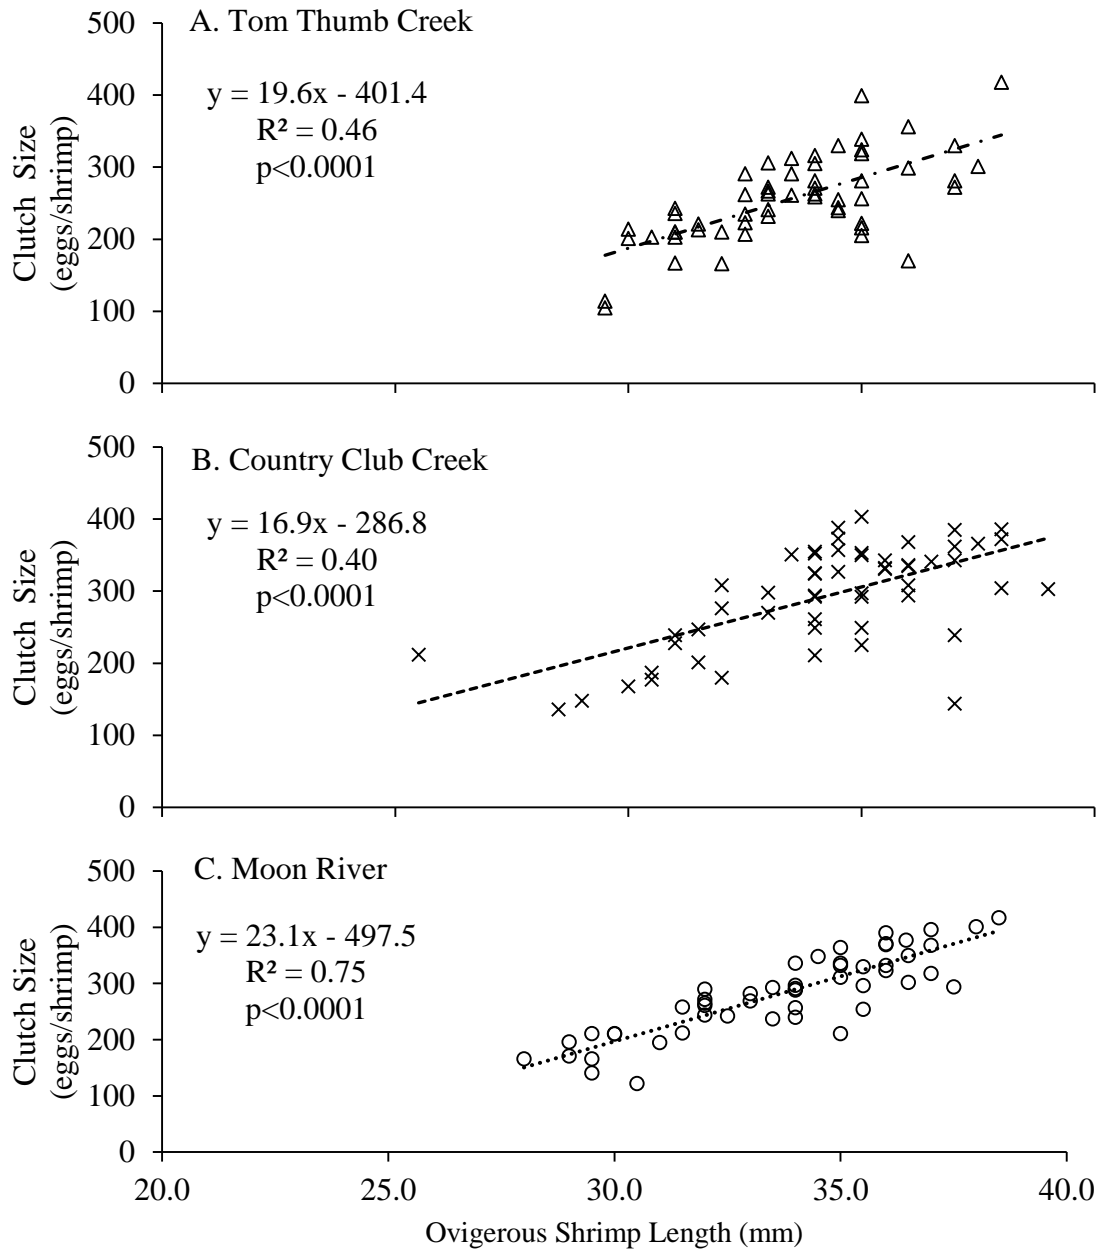 A. Tom Thumb Creek
y = 19.6x - 401.4
R² = 0.46
p<0.0001
Clutch Size
(eggs/shrimp)
500
400
300
200
100
0
B. Country Club Creek
y = 16.9x - 286.8
R² = 0.40
p<0.0001
Clutch Size
(eggs/shrimp)
500
400
300
200
100
0
C. Moon River
y = 23.1x - 497.5
R² = 0.75
p<0.0001
Clutch Size
(eggs/shrimp)
500
400
300
200
100
0
20.0 25.0 30.0 35.0 40.0
Ovigerous Shrimp Length (mm)